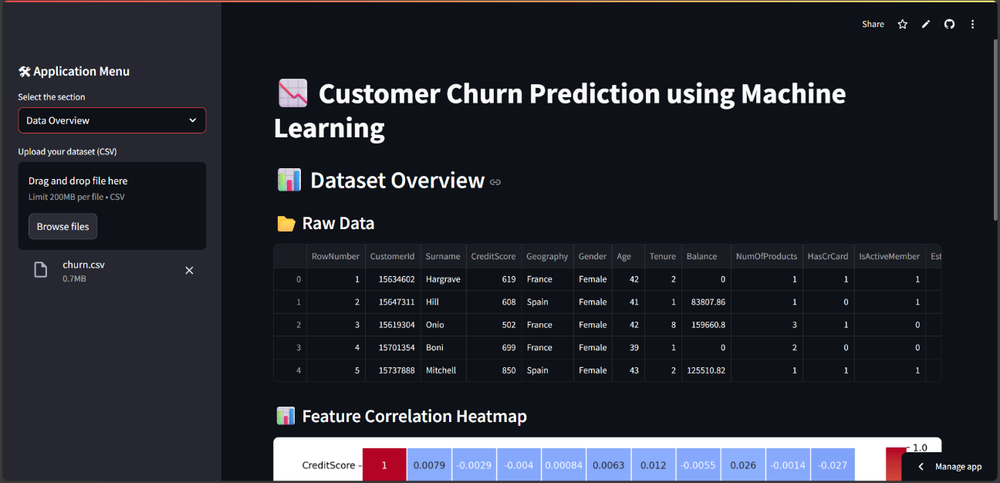 Share
🛠 Application Menu
Select the section
Data Overview
Upload your dataset (CSV)
Drag and drop file here
Limit 200MB per file • CSV
Browse files
churn.csv
0.7MB
📉 Customer Churn Prediction using Machine
Learning
📊 Dataset Overview
📂 Raw Data
RowNumber CustomerId Surname CreditScore Geography Gender Age Tenure Balance NumOfProducts HasCrCard IsActiveMember Est
0 1 15634602 Hargrave 619 France Female 42 2 0 1 1 1
1 2 15647311 Hill 608 Spain Female 41 1 83807.86 1 0 1
2 3 15619304 Onio 502 France Female 42 8 159660.8 3 1 0
3 4 15701354 Boni 699 France Female 39 1 0 2 0 0
4 5 15737888 Mitchell 850 Spain Female 43 2 125510.82 1 1 1
📊 Feature Correlation Heatmap
CreditScore 1 0.0079 -0.0029 -0.004 0.00084 0.0063 0.012 -0.0055 0.026 -0.0014 -0.027 1.0
Manage app